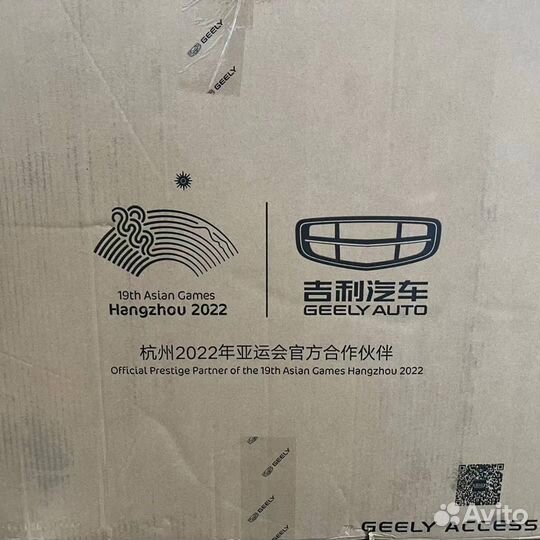 GEELY
GEELY
19th Asian Games
Hangzhou 2022
吉利汽车
GEELY AUTO
杭州2022年亚运会官方合作伙伴
Official Prestige Partner of the 19th Asian Games Hangzhou 2022
GEELY
GEELY
GEELY ACCESS
Avito